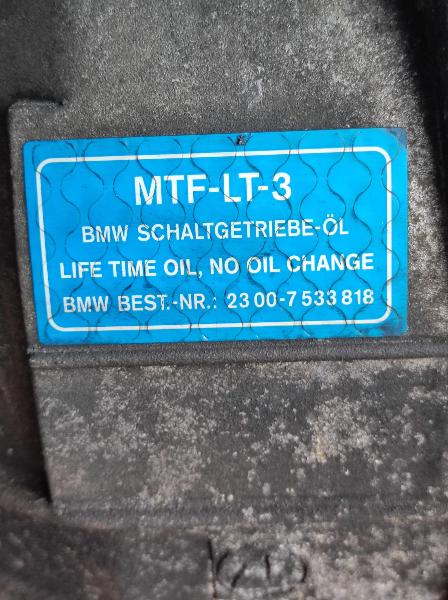 MTF-LT-3
BMW SCHALTGETRIEBE-ÖL
LIFE TIME OIL, NO OIL CHANGE
BMW BEST.-NR.: 23 00-7 533 818